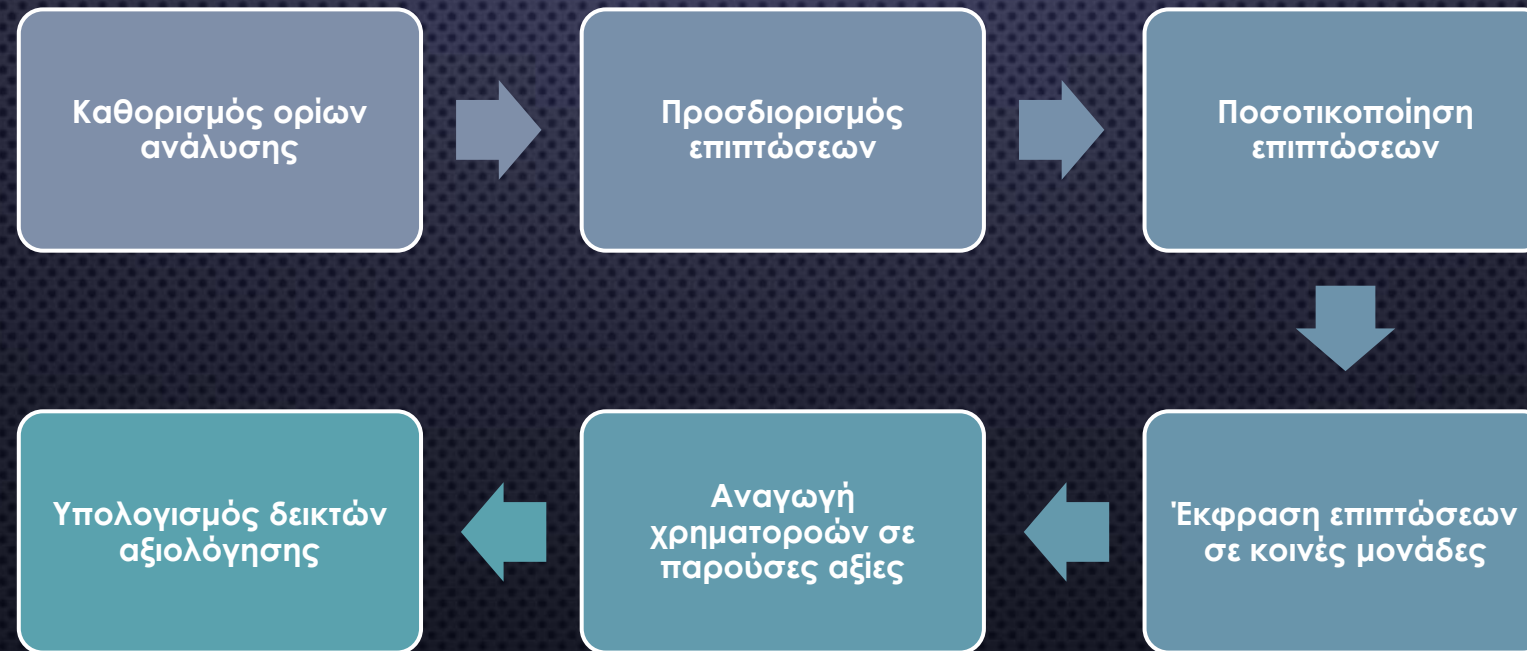 Καθορισμός ορίων
ανάλυσης
Προσδιορισμός
επιπτώσεων
Ποσοτικοποίηση
επιπτώσεων
Έκφραση επιπτώσεων
σε κοινές μονάδες
Αναγωγή
χρηματοροών σε
παρούσες αξίες
Υπολογισμός δεικτών
αξιολόγησης